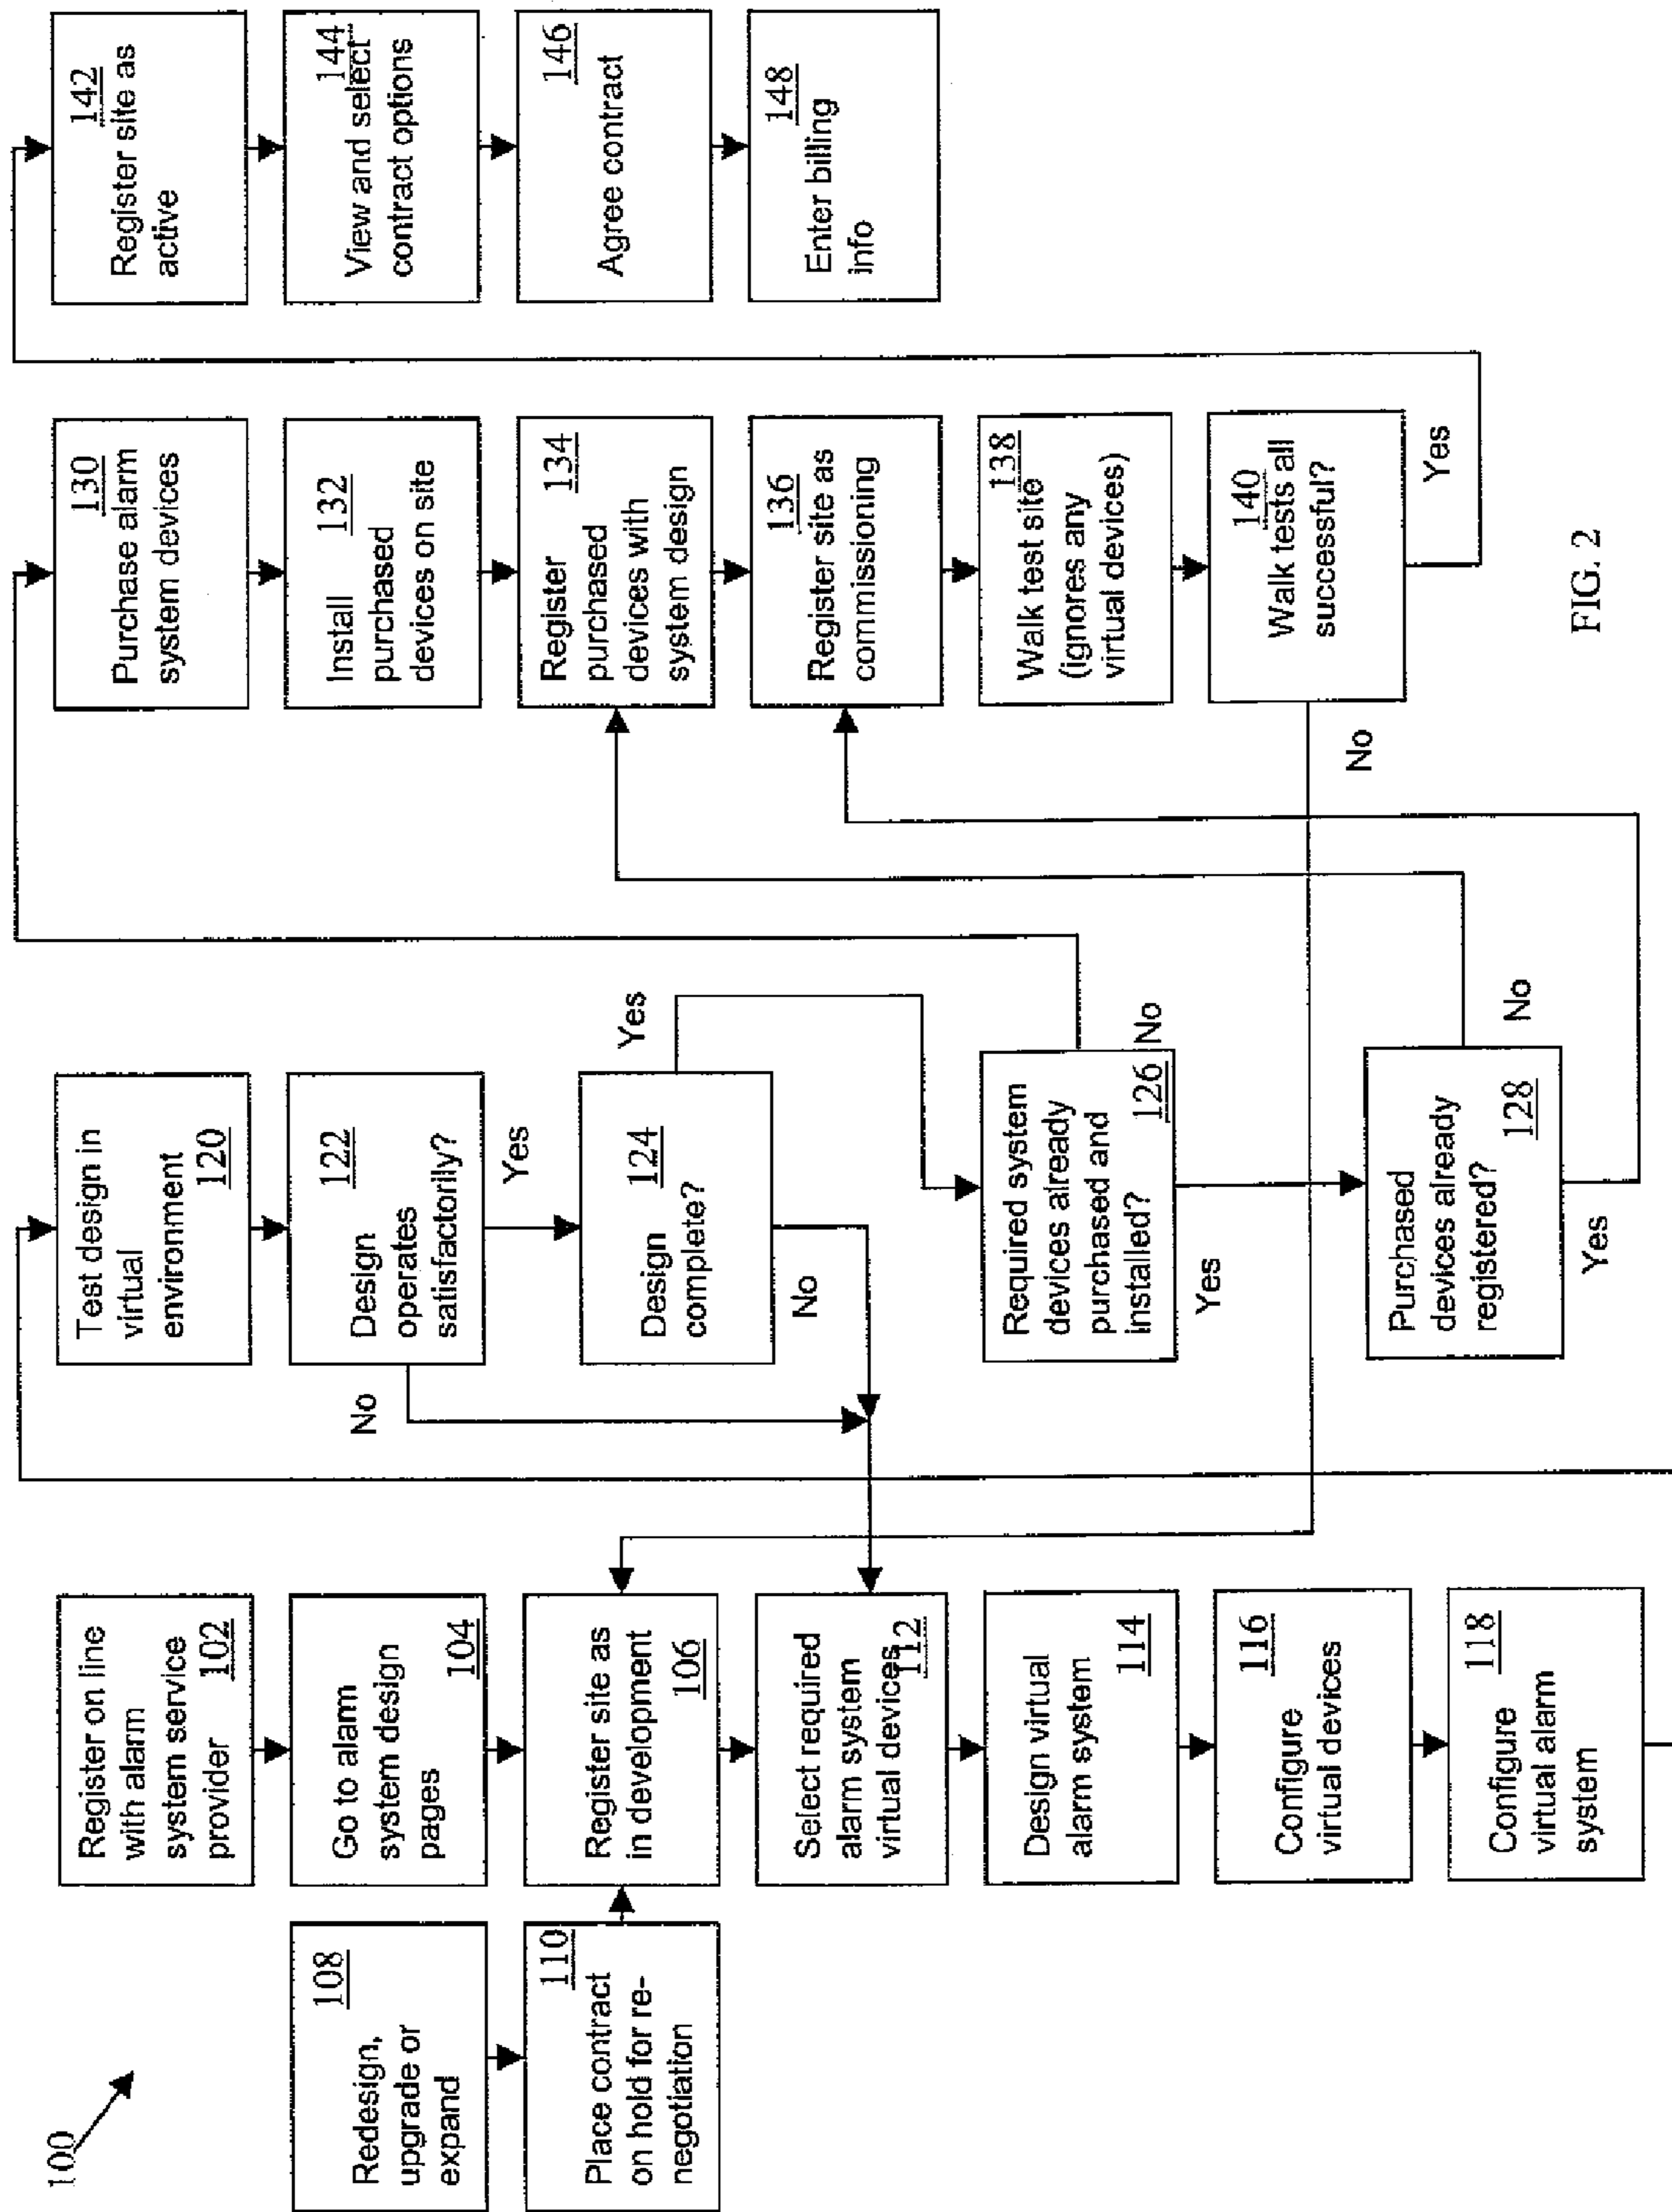 100
Register on line
with alarm
system service
provider 102
Go to alarm
system design
pages 104
Register site as
in development
106
108
Redesign,
upgrade or
expand
110
Place contract
on hold for re-
negotiation
Select required
alarm system
virtual devices
112
Design virtual
alarm system
114
116
Configure
virtual devices
118
Configure
virtual alarm
system
Test design in
virtual
environment
120
122
Design
operates
satisfactorily?
No
Yes
124
Design
complete?
No
Yes
Required system
devices already
purchased and
installed? 126
No
Yes
Purchased
devices already
registered? 128
No
Yes
130
Purchase alarm
system devices
Install 132
purchased
devices on site
Register 134
purchased
devices with
system design
136
Register site as
commissioning
138
Walk test site
(ignores any
virtual devices)
140
Walk tests all
successful?
No
Yes
142
Register site as
active
144
View and select
contract options
146
Agree contract
148
Enter billing
info
FIG. 2